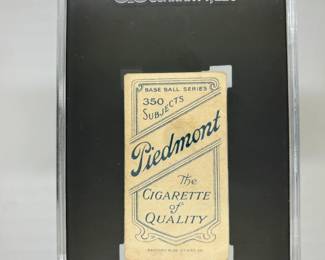 BASE BALL SERIES
350
SUBJECTS
Piedmont
The
CIGARETTE
of
QUALITY